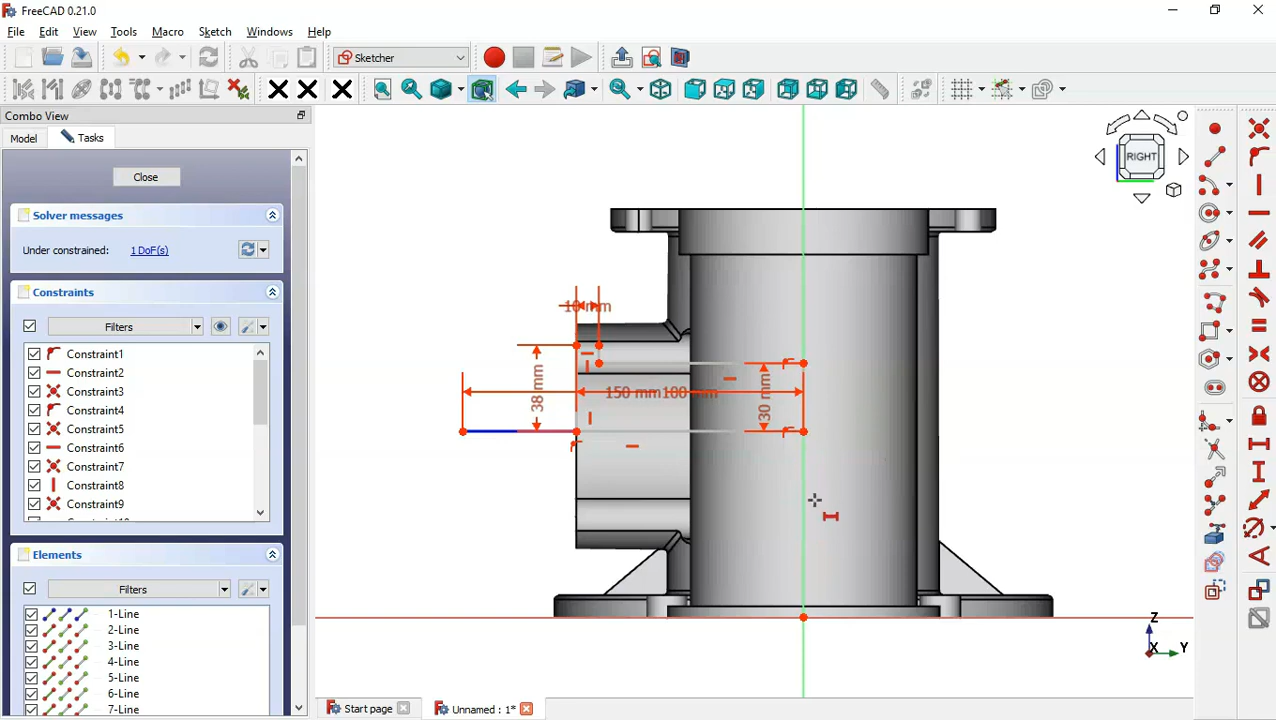 FreeCAD 0.21.0
File Edit View Tools Macro Sketch Windows Help
Sketcher
Combo View
Model Tasks
Close
Solver messages
Under constrained: 1 DoF(s)
Constraints
Filters
Constraint1
Constraint2
Constraint3
Constraint4
Constraint5
Constraint6
Constraint7
Constraint8
Constraint9
Elements
Filters
1-Line
2-Line
3-Line
4-Line
5-Line
6-Line
7-Line
RIGHT
10 mm
38 mm
150 mm100 mm
30 mm
Z
X Y
Start page Unnamed : 1*